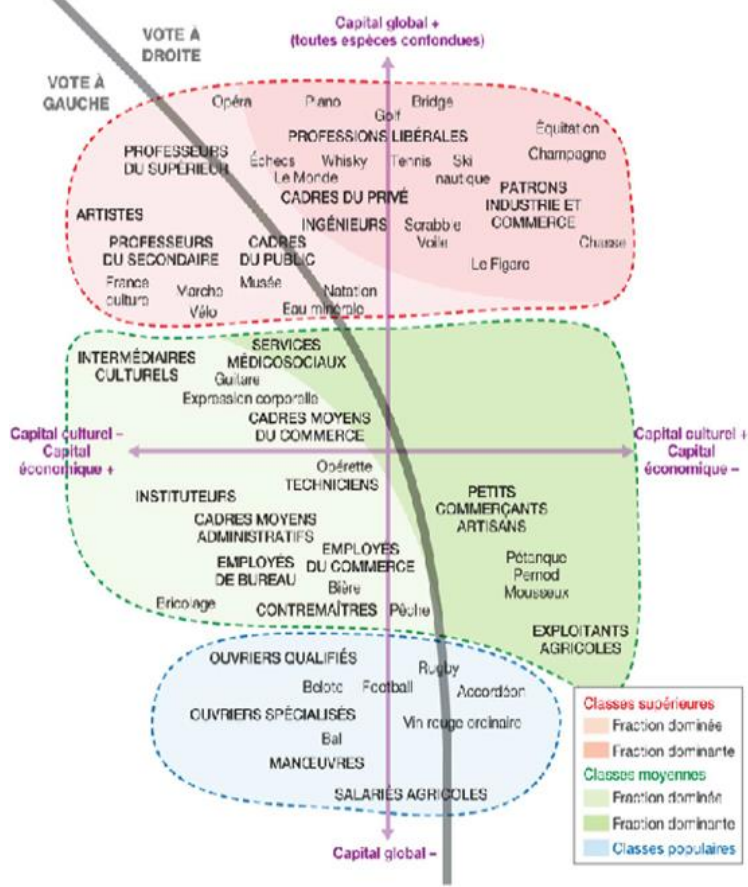 Capital global +
(toutes espèces confondues)
VOTE À
DROITE
VOTE À
GAUCHE
Opéra
Piano
Bridge
Golf
Équitation
PROFESSIONS LIBÉRALES
PROFESSEURS
DU SUPÉRIEUR
Échecs
Whisky
Tennis
Ski
nautique
Champagne
Le Monde
CADRES DU PRIVÉ
PATRONS
INDUSTRIE ET
COMMERCE
ARTISTES
INGÉNIEURS
Scrabble
Voile
Chasse
PROFESSEURS
DU SECONDAIRE
CADRES
DU PUBLIC
Le Figaro
France
culture
Marche
Musée
Natation
Vélo
Eau minérale
INTERMÉDIAIRES
CULTURELS
SERVICES
MÉDICOSOCIAUX
Guitare
Expression corporelle
CADRES MOYENS
DU COMMERCE
Capital culturel –
Capital
économique +
Capital culturel +
Capital
économique –
Opérette
TECHNICIENS
INSTITUTEURS
PETITS
COMMERÇANTS
ARTISANS
CADRES MOYENS
ADMINISTRATIFS
EMPLOYÉS
DE BUREAU
EMPLOYÉS
DU COMMERCE
Pétanque
Pernod
Mousseux
Bière
Bricolage
CONTREMAÎTRES
Pêche
EXPLOITANTS
AGRICOLES
OUVRIERS QUALIFIÉS
Rugby
Belote
Football
Accordéon
OUVRIERS SPÉCIALISÉS
Vin rouge ordinaire
Bal
MANŒUVRES
SALARIÉS AGRICOLES
Capital global –
Classes supérieures
Fraction dominée
Fraction dominante
Classes moyennes
Fraction dominée
Fraction dominante
Classes populaires